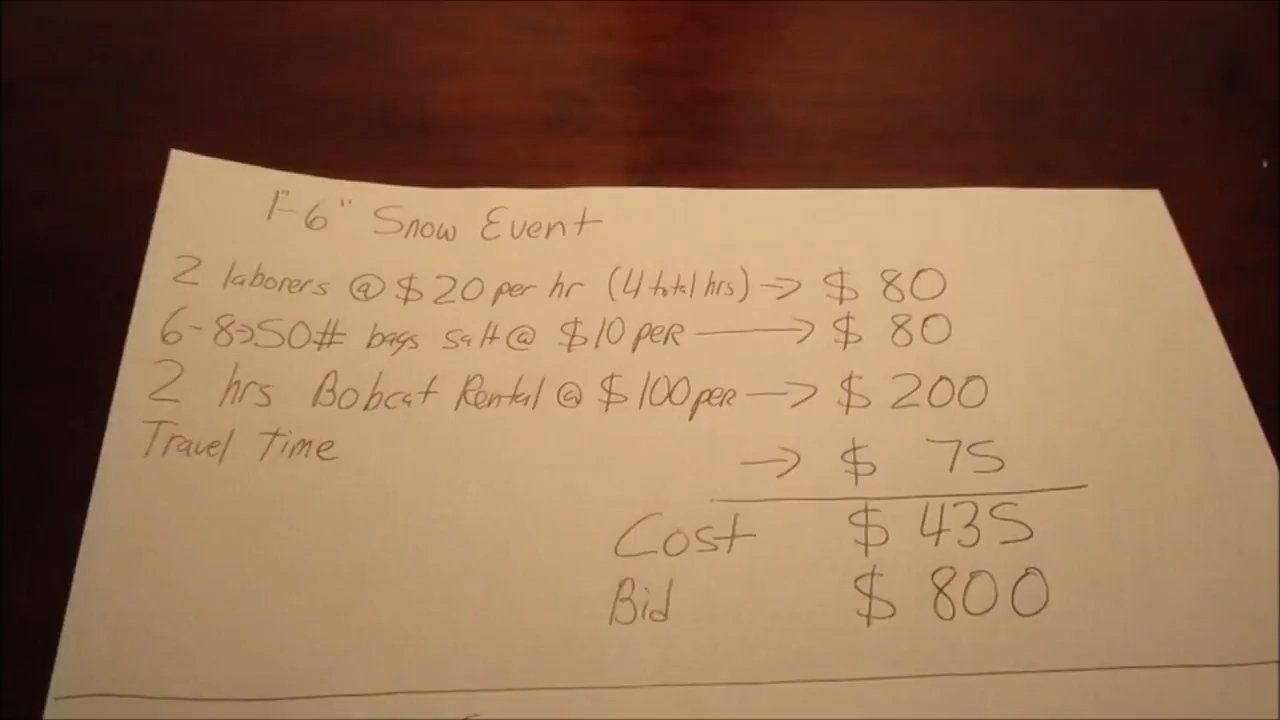 1"-6" Snow Event
2 laborers @ $20 per hr (4 total hrs) → $ 80
6-8→50# bags salt @ $10 per → $ 80
2 hrs Bobcat Rental @ $100 per → $ 200
Travel Time → $ 75
Cost $ 435
Bid $ 800